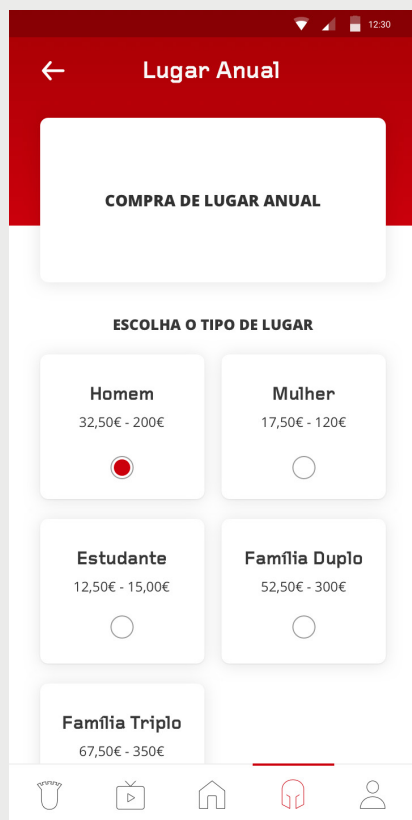 12:30
Lugar Anual
COMPRA DE LUGAR ANUAL
ESCOLHA O TIPO DE LUGAR
Homem
32,50€ - 200€
Mulher
17,50€ - 120€
Estudante
12,50€ - 15,00€
Família Duplo
52,50€ - 300€
Família Triplo
67,50€ - 350€